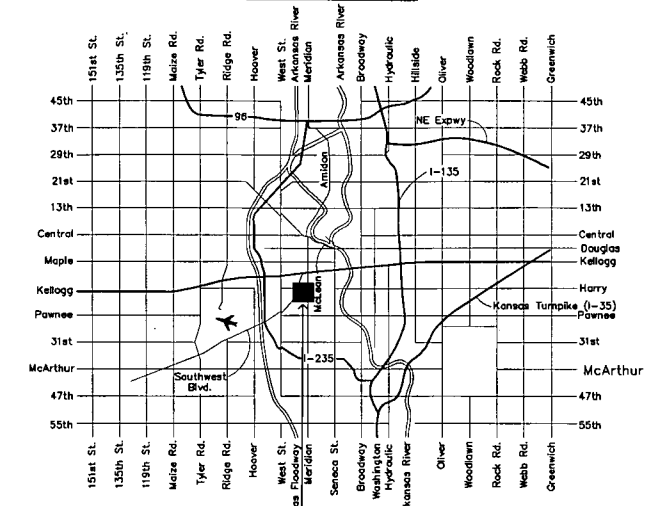 151st St.
135th St.
119th St.
Maize Rd.
Tyler Rd.
Ridge Rd.
Hoover
West St.
Arkansas River
Meridian
Arkansas River
Broadway
Hydraulic
Hillside
Oliver
Woodlawn
Rock Rd.
Webb Rd.
Greenwich
45th
45th
96
NE Expwy
37th
37th
29th
29th
Amidon
I-135
21st
21st
13th
13th
Central
Central
Douglas
Maple
Kellogg
McLean
Kellogg
Harry
Kansas Turnpike (I-35)
Pawnee
Pawnee
31st
31st
I-235
McArthur
McArthur
Southwest
Blvd.
47th
47th
55th
55th
151st St.
135th St.
119th St.
Maize Rd.
Tyler Rd.
Ridge Rd.
Hoover
West St.
as Floodway
Meridian
Seneca St.
Broadway
Washington
Hydraulic
kansas River
Oliver
Woodlawn
Rock Rd.
Webb Rd.
Greenwich